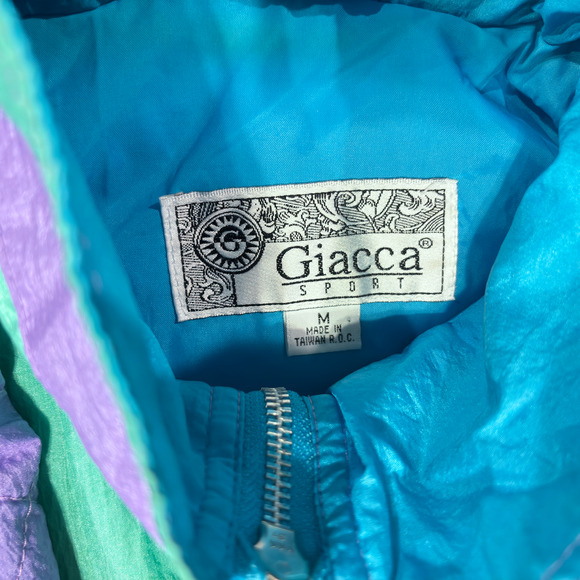 G
Giacca®
SPORT
M
MADE IN
TAIWAN R.O.C.